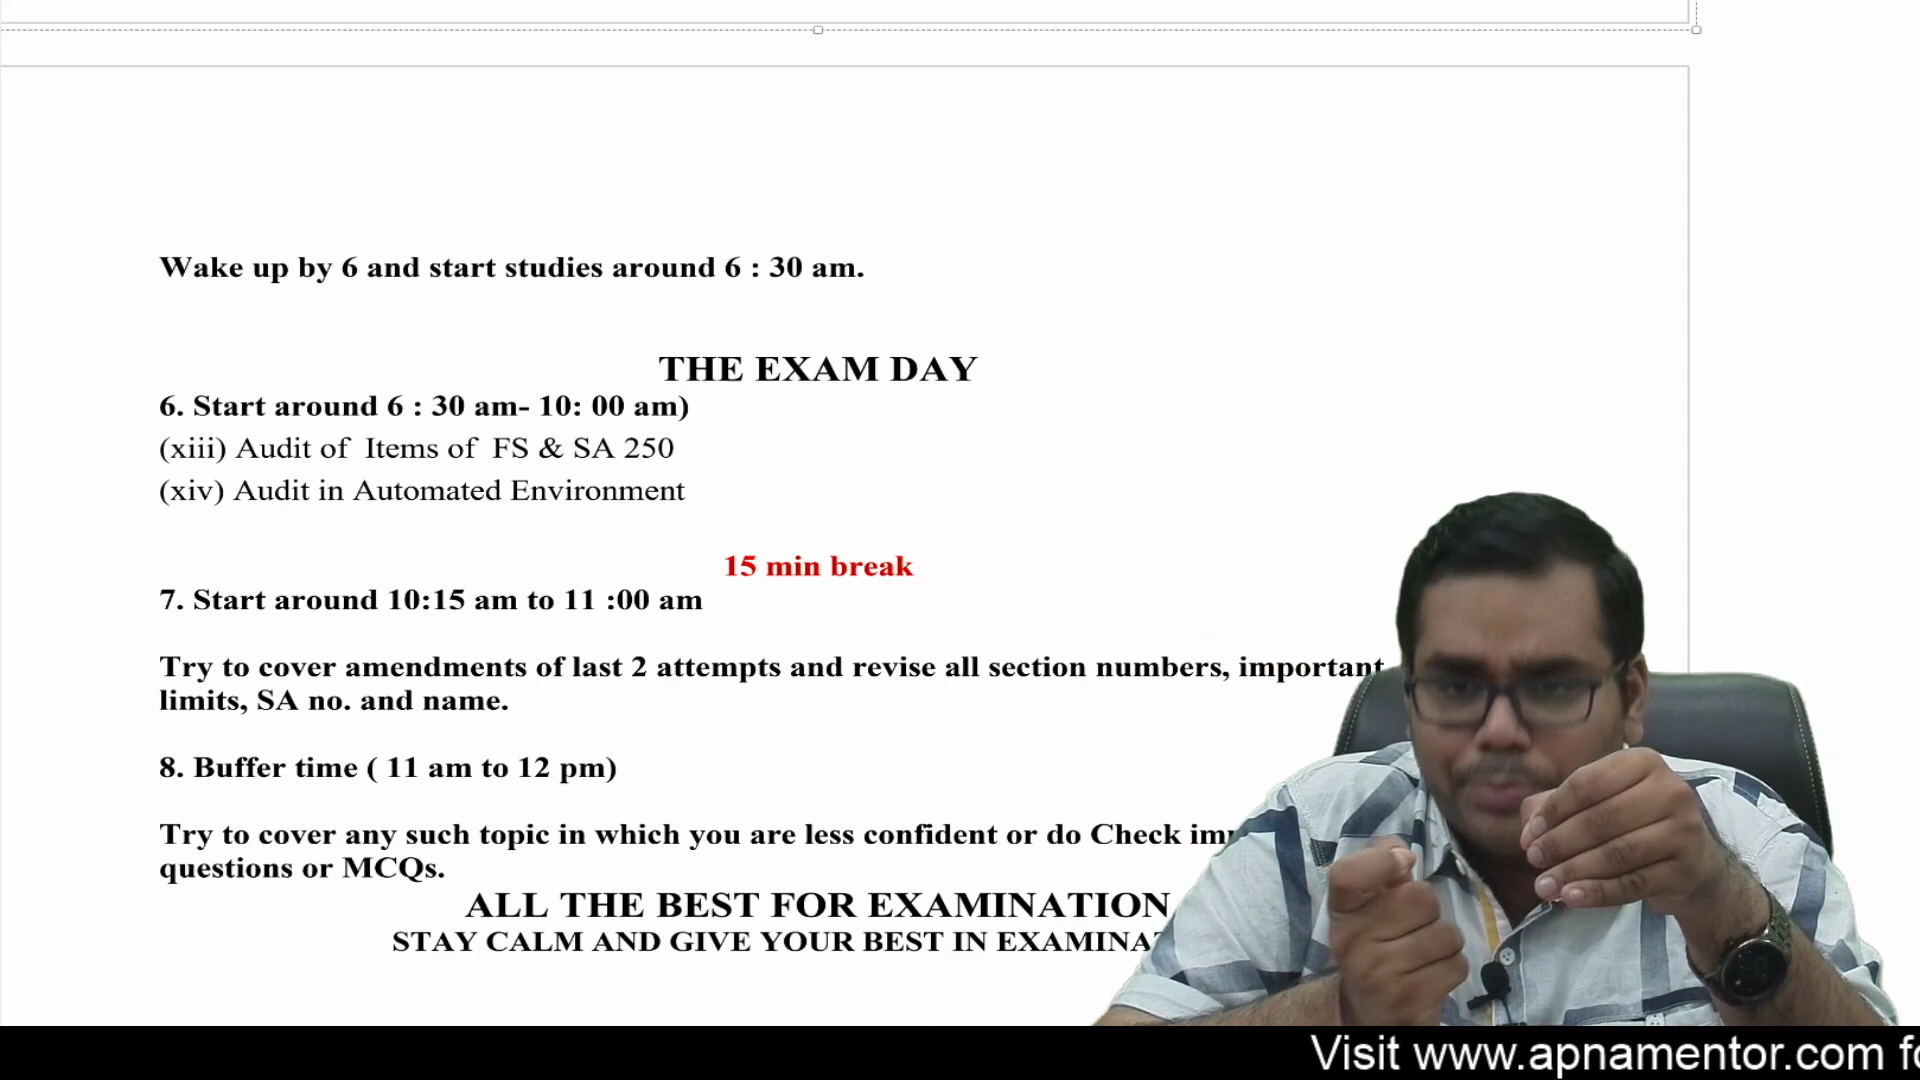 Wake up by 6 and start studies around 6 : 30 am.
THE EXAM DAY
6. Start around 6 : 30 am- 10: 00 am)
(xiii) Audit of Items of FS & SA 250
(xiv) Audit in Automated Environment
15 min break
7. Start around 10:15 am to 11 :00 am
Try to cover amendments of last 2 attempts and revise all section numbers, important
limits, SA no. and name.
8. Buffer time ( 11 am to 12 pm)
Try to cover any such topic in which you are less confident or do Check
questions or MCQs.
ALL THE BEST FOR EXAMINATION
STAY CALM AND GIVE YOUR BEST IN
Visit www.apnamentor.com